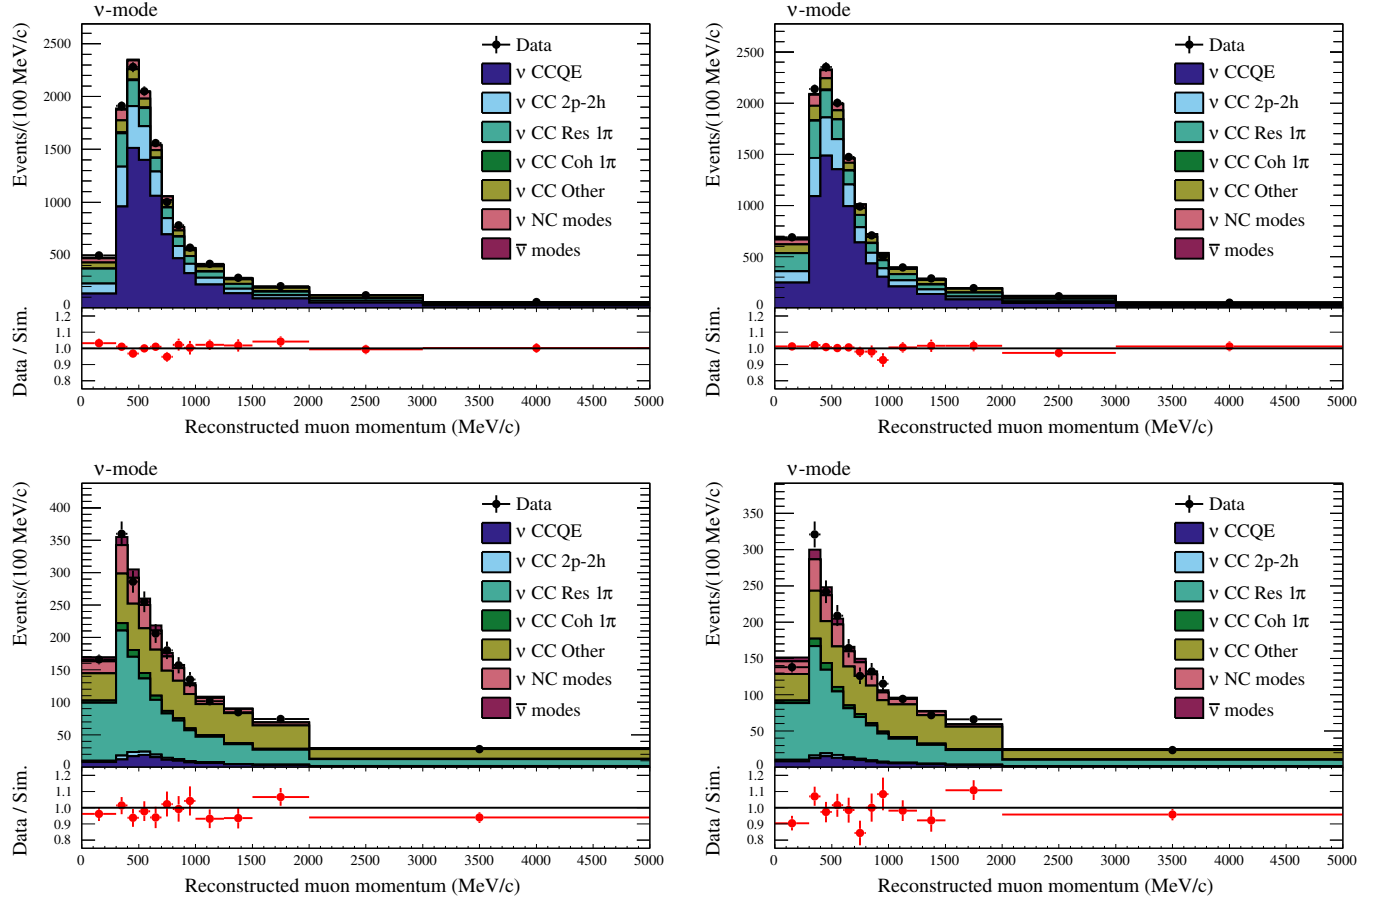 ν-mode
Events/(100 MeV/c)
2500
2000
1500
1000
500
0
Data
ν CCQE
ν CC 2p-2h
ν CC Res 1π
ν CC Coh 1π
ν CC Other
ν NC modes
ν̅ modes
Data / Sim.
1.2
1.1
1.0
0.9
0.8
0 500 1000 1500 2000 2500 3000 3500 4000 4500 5000
Reconstructed muon momentum (MeV/c)
ν-mode
Events/(100 MeV/c)
2500
2000
1500
1000
500
0
Data
ν CCQE
ν CC 2p-2h
ν CC Res 1π
ν CC Coh 1π
ν CC Other
ν NC modes
ν̅ modes
Data / Sim.
1.2
1.1
1.0
0.9
0.8
0 500 1000 1500 2000 2500 3000 3500 4000 4500 5000
Reconstructed muon momentum (MeV/c)
ν-mode
Events/(100 MeV/c)
400
350
300
250
200
150
100
50
0
Data
ν CCQE
ν CC 2p-2h
ν CC Res 1π
ν CC Coh 1π
ν CC Other
ν NC modes
ν̅ modes
Data / Sim.
1.2
1.1
1.0
0.9
0.8
0 500 1000 1500 2000 2500 3000 3500 4000 4500 5000
Reconstructed muon momentum (MeV/c)
ν-mode
Events/(100 MeV/c)
350
300
250
200
150
100
50
0
Data
ν CCQE
ν CC 2p-2h
ν CC Res 1π
ν CC Coh 1π
ν CC Other
ν NC modes
ν̅ modes
Data / Sim.
1.2
1.1
1.0
0.9
0.8
0 500 1000 1500 2000 2500 3000 3500 4000 4500 5000
Reconstructed muon momentum (MeV/c)